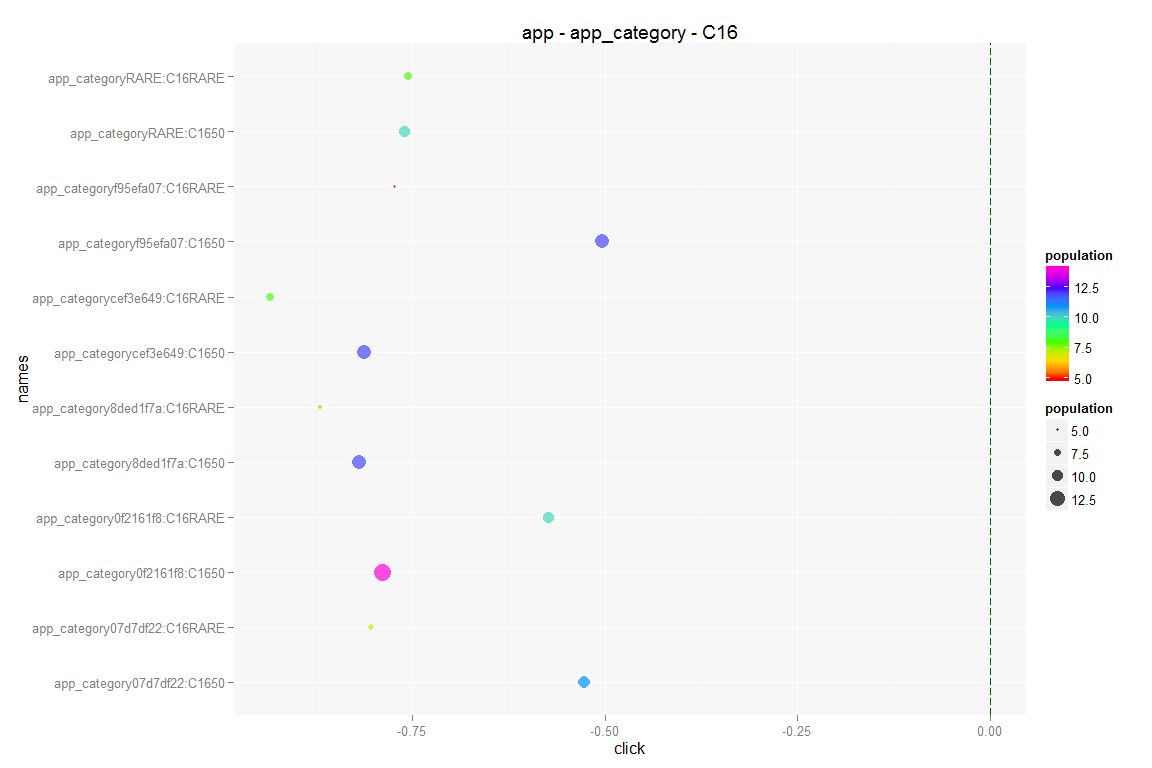 app - app_category - C16
app_categoryRARE:C16RARE
app_categoryRARE:C1650
app_categoryf95efa07:C16RARE
app_categoryf95efa07:C1650
app_categorycef3e649:C16RARE
app_categorycef3e649:C1650
app_category8ded1f7a:C16RARE
app_category8ded1f7a:C1650
app_category0f2161f8:C16RARE
app_category0f2161f8:C1650
app_category07d7df22:C16RARE
app_category07d7df22:C1650
names
-0.75 -0.50 -0.25 0.00
click
population
12.5
10.0
7.5
5.0
population
5.0
7.5
10.0
12.5